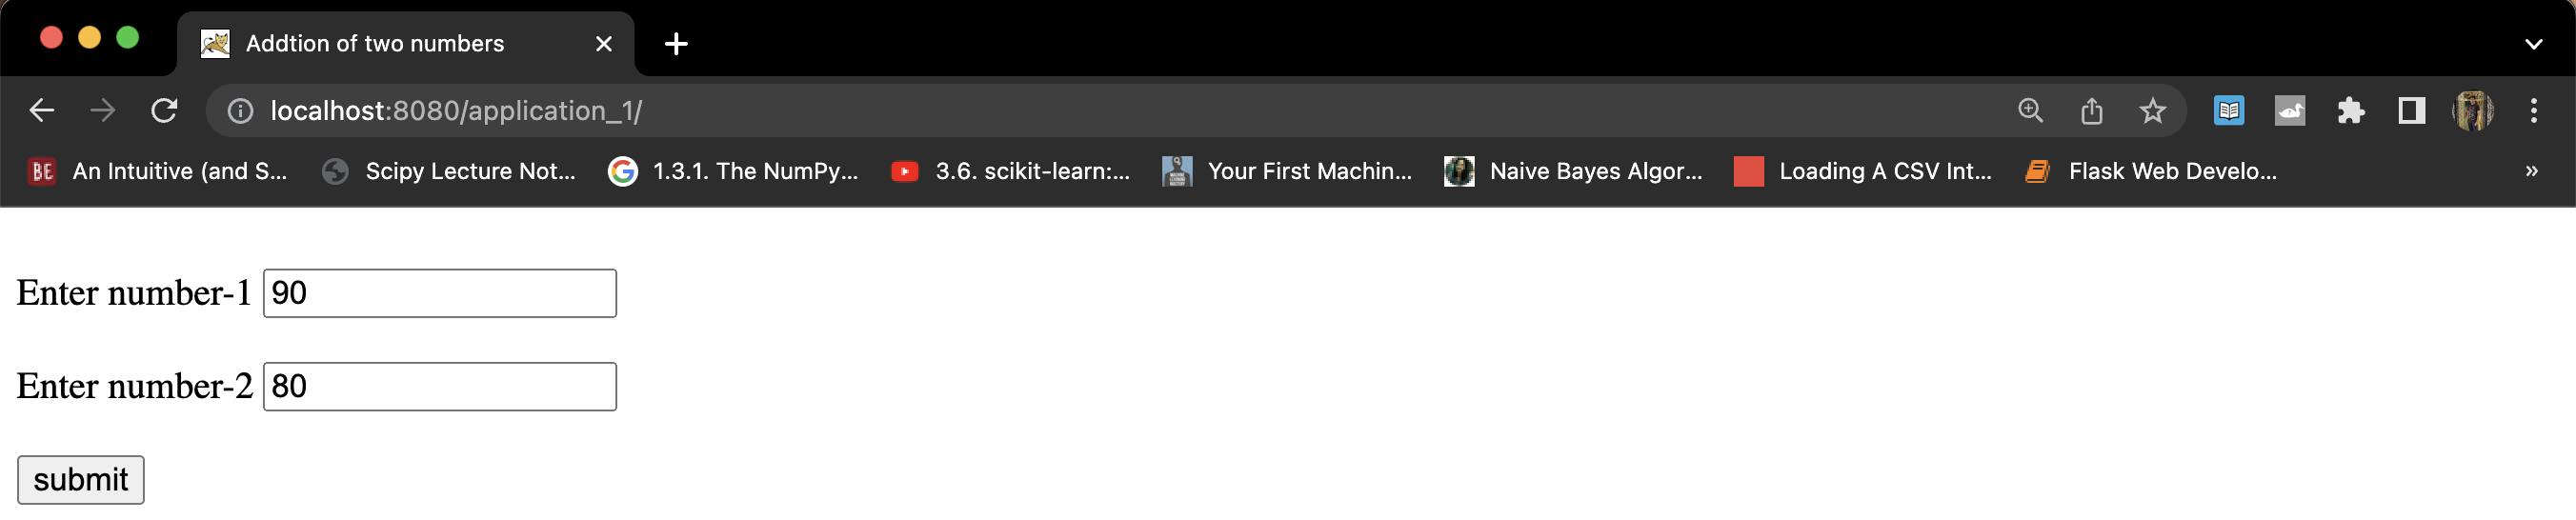 Addtion of two numbers
localhost:8080/application_1/
BE An Intuitive (and S... Scipy Lecture Not... 1.3.1. The NumPy... 3.6. scikit-learn:... Your First Machin... Naive Bayes Algor... Loading A CSV Int... Flask Web Develo... »
Enter number-1 90
Enter number-2 80
submit